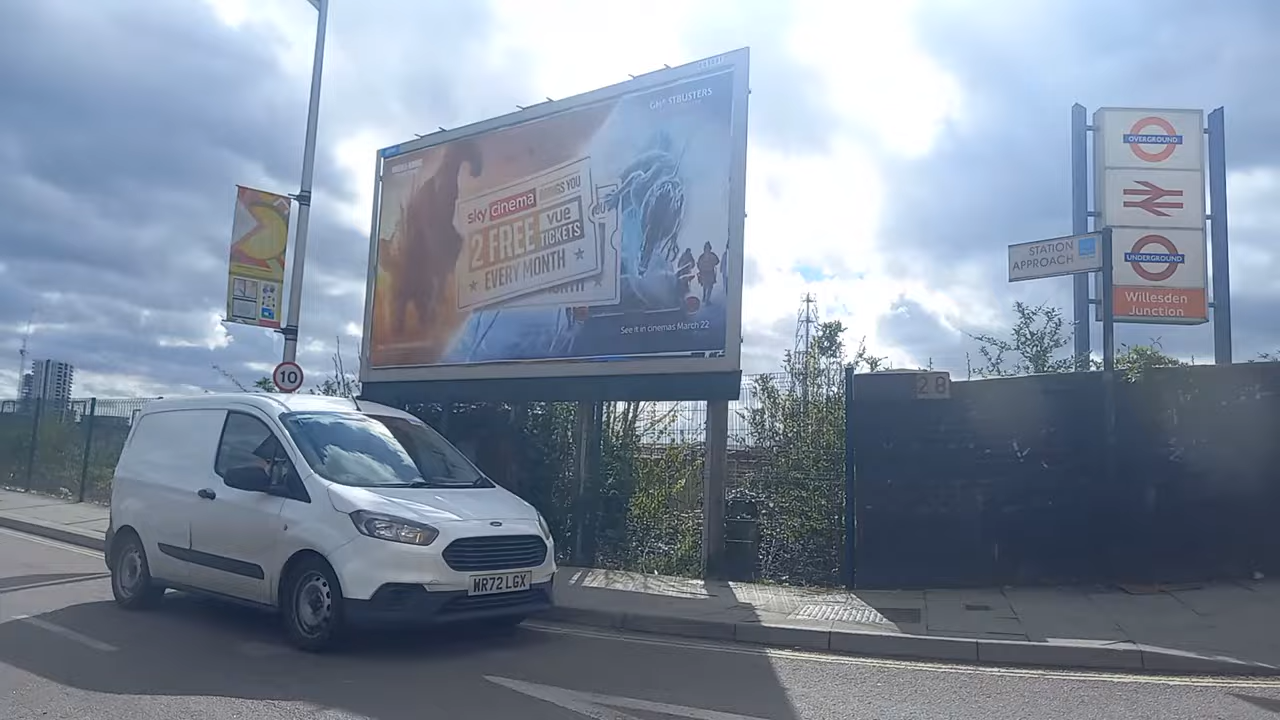 GHOSTBUSTERS
sky cinema BRINGS YOU
2 FREE vue TICKETS
EVERY MONTH
See it in cinemas March 22
10
OVERGROUND
UNDERGROUND
Willesden
Junction
STATION
APPROACH
28
WR72 LGX